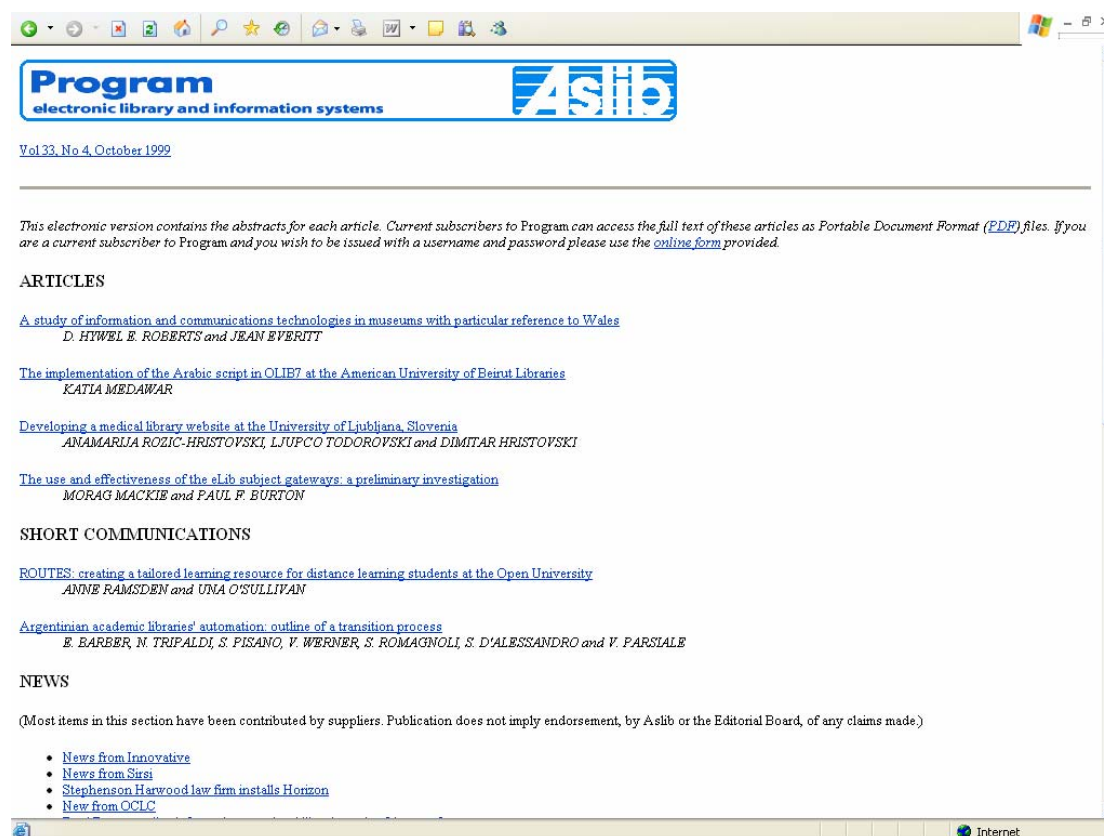 Program
electronic library and information systems
Aslib
Vol 33, No 4, October 1999
This electronic version contains the abstracts for each article. Current subscribers to Program can access the full text of these articles as Portable Document Format (PDF) files. If you
are a current subscriber to Program and you wish to be issued with a username and password please use the online form provided.
ARTICLES
A study of information and communications technologies in museums with particular reference to Wales
D. HYWEL E. ROBERTS and JEAN EVERITT
The implementation of the Arabic script in OLIB7 at the American University of Beirut Libraries
KATIA MEDAWAR
Developing a medical library website at the University of Ljubljana, Slovenia
ANAMARIJA ROZIC-HRISTOVSKI, LJUPCO TODOROVSKI and DIMITAR HRISTOVSKI
The use and effectiveness of the eLib subject gateways: a preliminary investigation
MORAG MACKIE and PAUL F. BURTON
SHORT COMMUNICATIONS
ROUTES: creating a tailored learning resource for distance learning students at the Open University
ANNE RAMSDEN and UNA O'SULLIVAN
Argentinian academic libraries' automation: outline of a transition process
E. BARBER, N. TRIPALDI, S. PISANO, V. WERNER, S. ROMAGNOLI, S. D'ALESSANDRO and V. PARSIALE
NEWS
(Most items in this section have been contributed by suppliers. Publication does not imply endorsement, by Aslib or the Editorial Board, of any claims made.)
• News from Innovative
• News from Sirsi
• Stephenson Harwood law firm installs Horizon
• New from OCLC
Internet